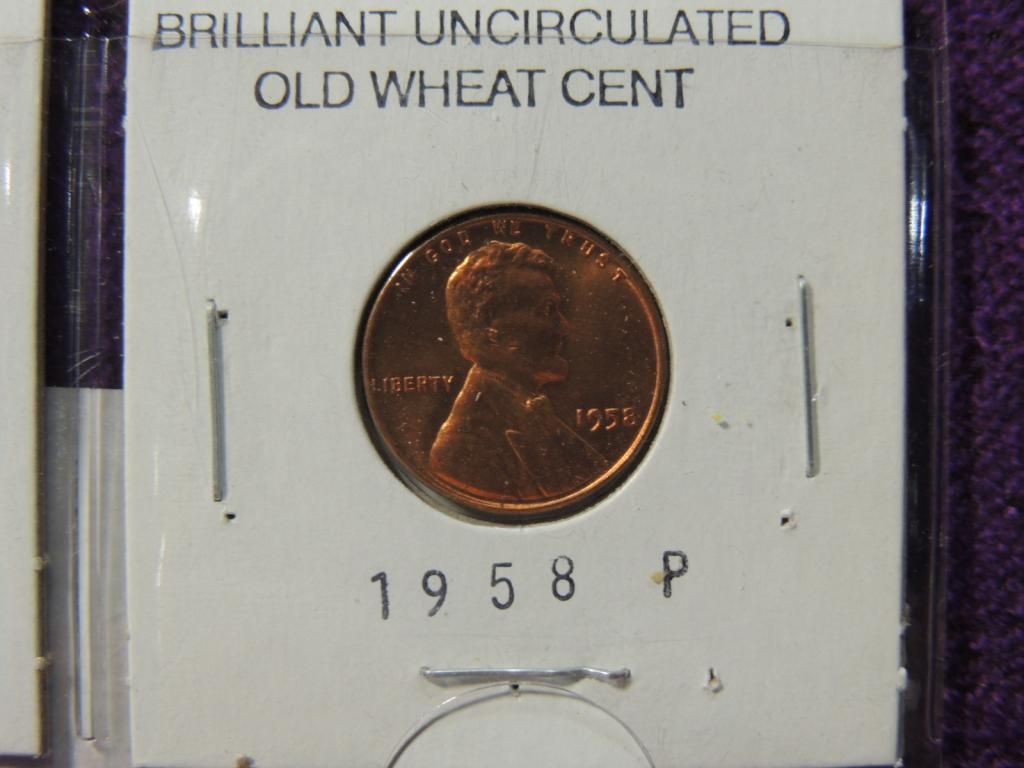 BRILLIANT UNCIRCULATED
OLD WHEAT CENT
IN GOD WE TRUST
LIBERTY
1958
1958 P